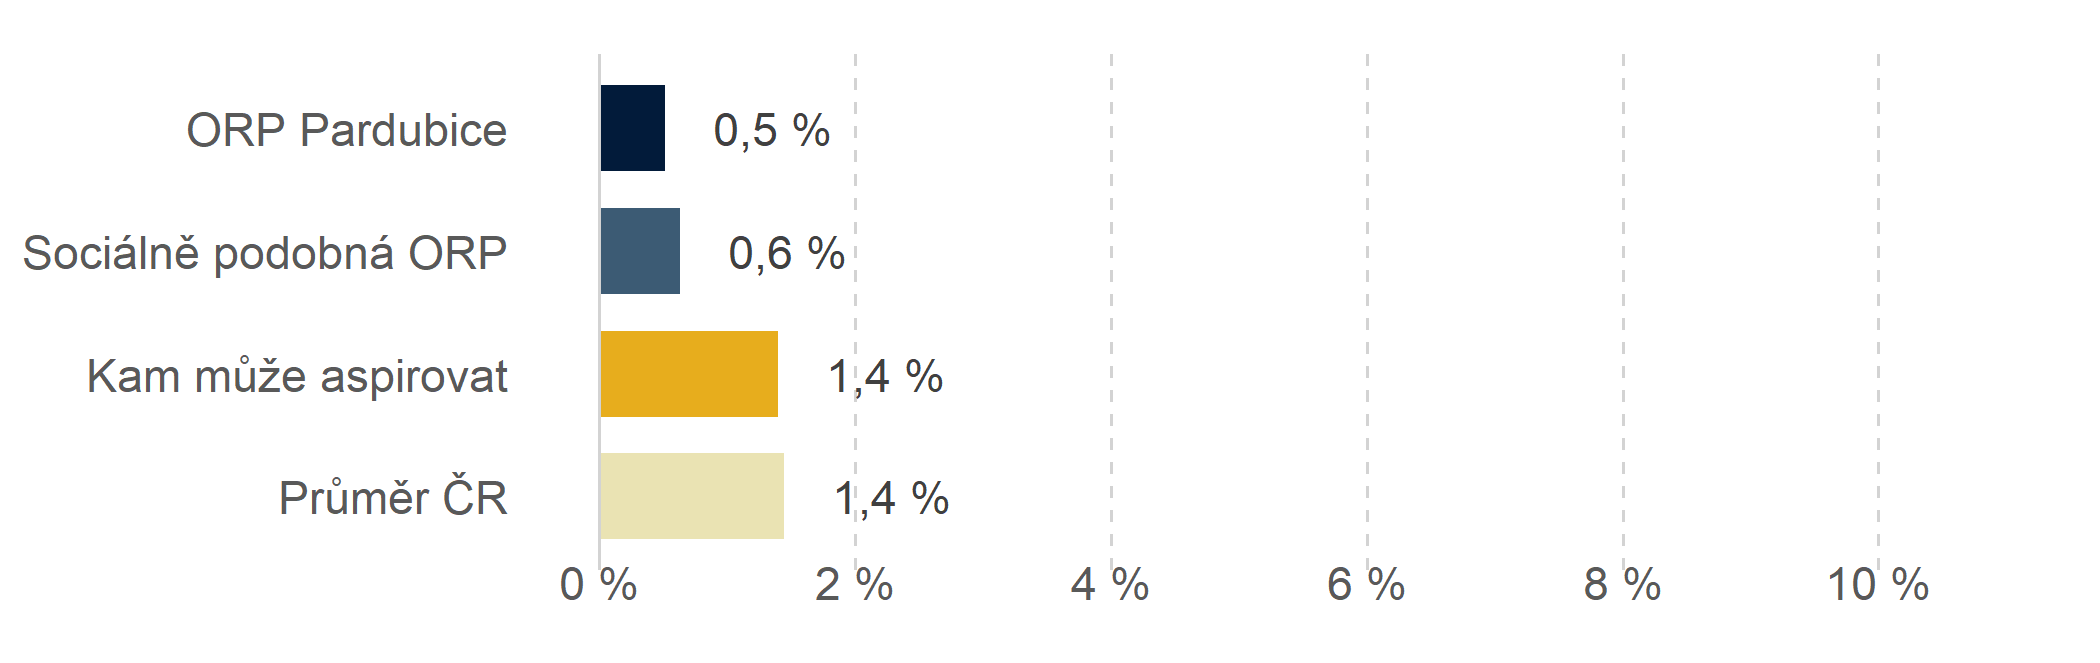 ORP Pardubice 0,5 %
Sociálně podobná ORP 0,6 %
Kam může aspirovat 1,4 %
Průměr ČR 1,4 %
0 % 2 % 4 % 6 % 8 % 10 %